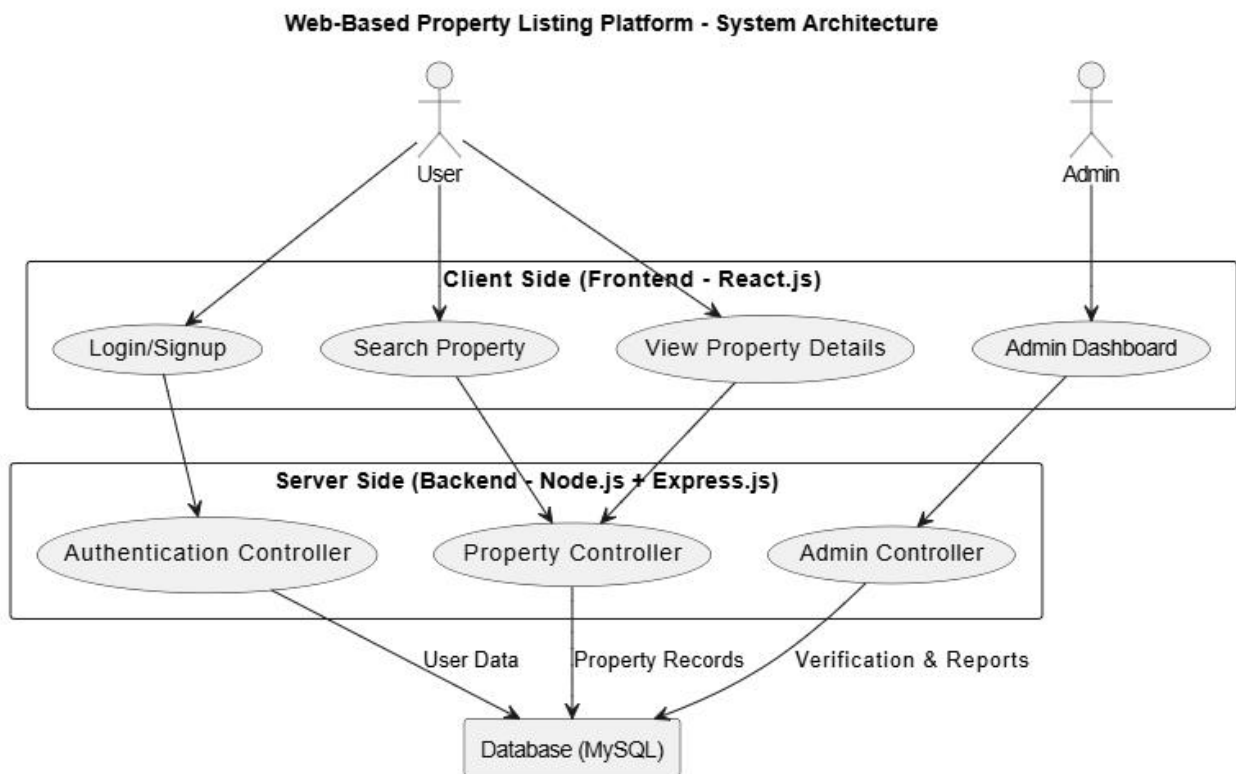 Web-Based Property Listing Platform - System Architecture
User
Admin
Client Side (Frontend - React.js)
Login/Signup
Search Property
View Property Details
Admin Dashboard
Server Side (Backend - Node.js + Express.js)
Authentication Controller
Property Controller
Admin Controller
User Data
Property Records
Verification & Reports
Database (MySQL)